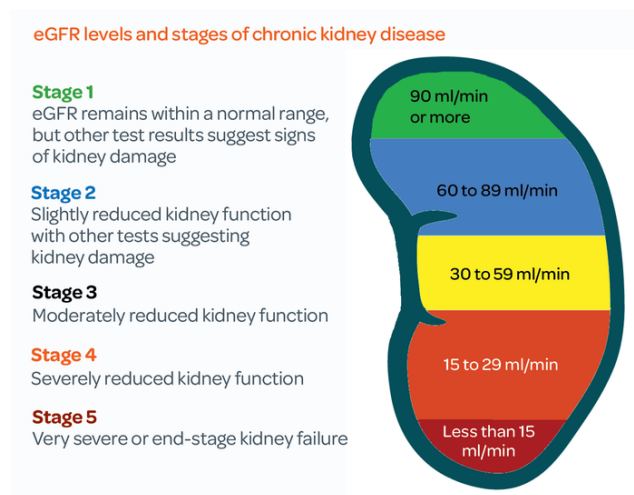 eGFR levels and stages of chronic kidney disease
Stage 1
eGFR remains within a normal range,
but other test results suggest signs
of kidney damage
Stage 2
Slightly reduced kidney function
with other tests suggesting
kidney damage
Stage 3
Moderately reduced kidney function
Stage 4
Severely reduced kidney function
Stage 5
Very severe or end-stage kidney failure
90 ml/min
or more
60 to 89 ml/min
30 to 59 ml/min
15 to 29 ml/min
Less than 15
ml/min